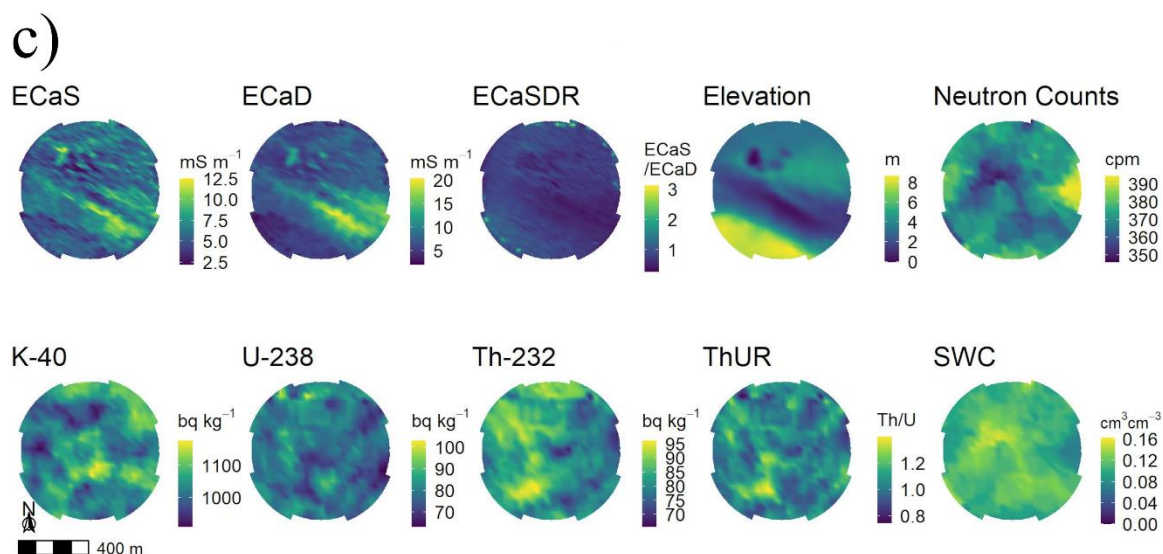 c)
ECaS
ECaD
ECaSDR
Elevation
Neutron Counts
mS m⁻¹
12.5
10.0
7.5
5.0
2.5
mS m⁻¹
20
15
10
5
ECaS
/ECaD
3
2
1
m
8
6
4
2
0
cpm
390
380
370
360
350
K-40
U-238
Th-232
ThUR
SWC
bq kg⁻¹
1100
1000
bq kg⁻¹
100
90
80
70
bq kg⁻¹
95
90
85
80
75
70
Th/U
1.2
1.0
0.8
cm³cm⁻³
0.16
0.12
0.08
0.04
0.00
N
400 m